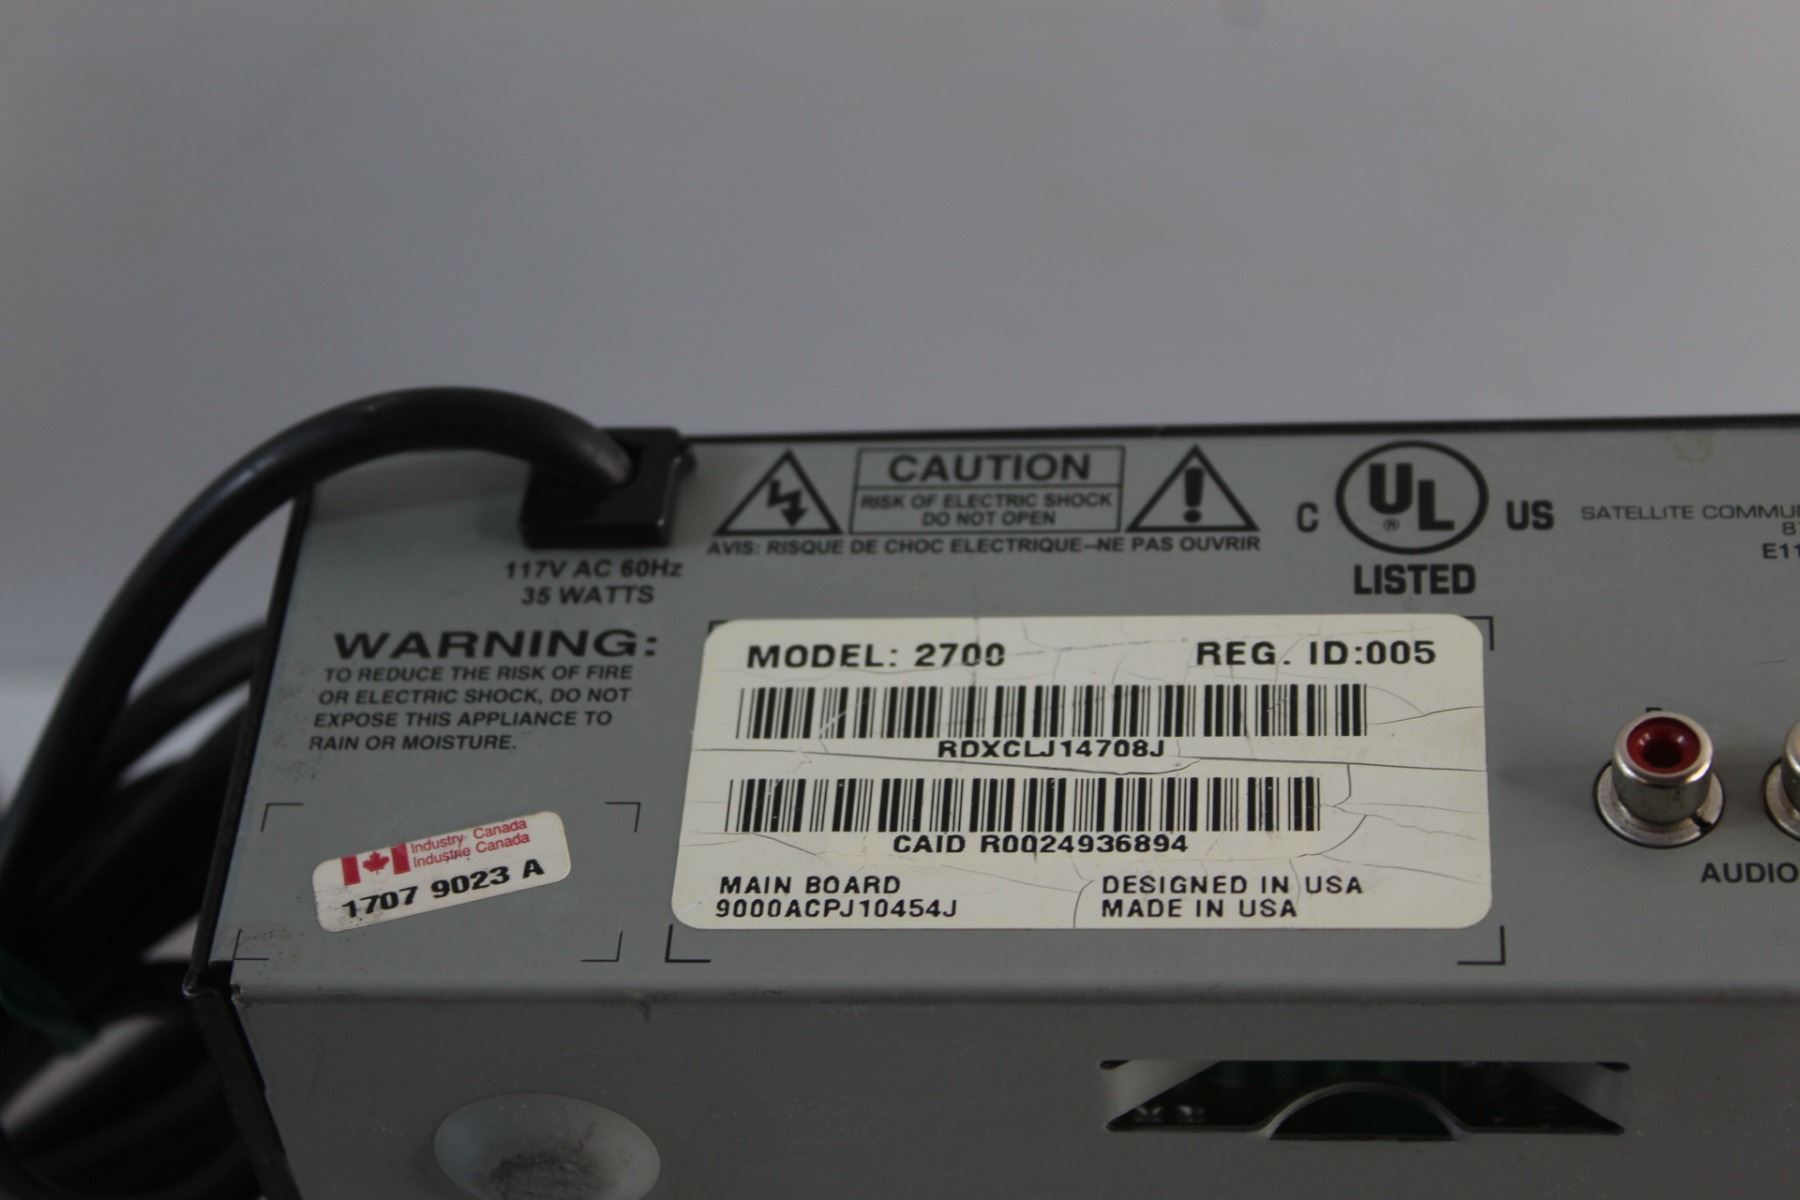 CAUTION
RISK OF ELECTRIC SHOCK
DO NOT OPEN
AVIS: RISQUE DE CHOC ELECTRIQUE–NE PAS OUVRIR
C UL ® US
LISTED
SATELLITE
E11
117V AC 60Hz
35 WATTS
WARNING:
TO REDUCE THE RISK OF FIRE
OR ELECTRIC SHOCK, DO NOT
EXPOSE THIS APPLIANCE TO
RAIN OR MOISTURE.
Industry Canada
Industrie Canada
1707 9023 A
MODEL: 2700 REG. ID:005
RDXCLJ14708J
CAID R0024936894
MAIN BOARD
9000ACPJ10454J
DESIGNED IN USA
MADE IN USA
AUDIO